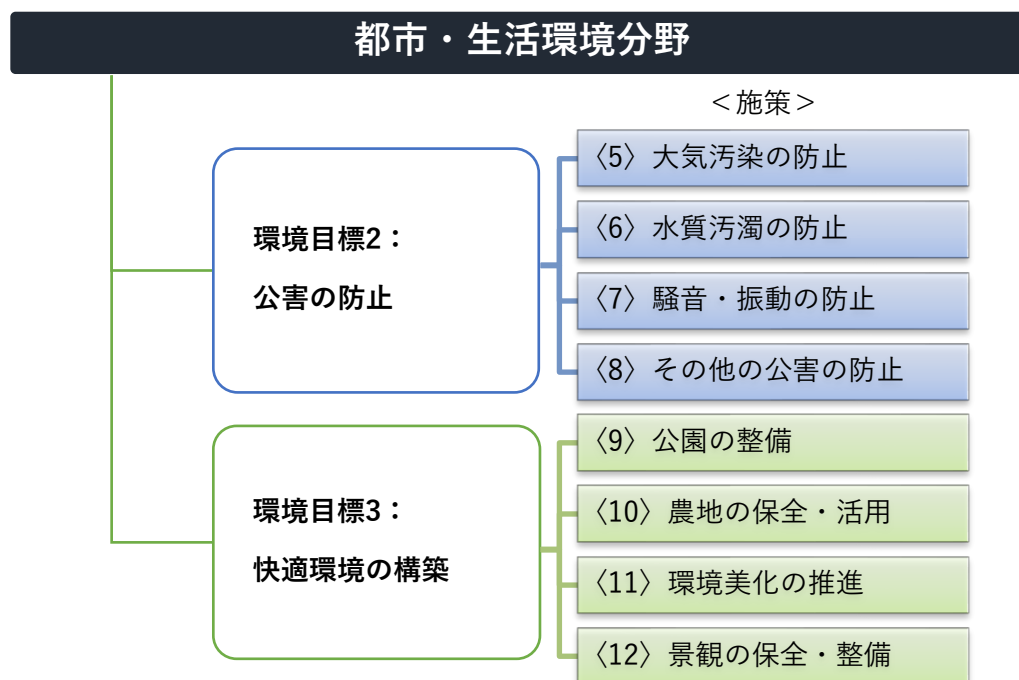 都市・生活環境分野
＜施策＞
環境目標2：
公害の防止
〈5〉大気汚染の防止
〈6〉水質汚濁の防止
〈7〉騒音・振動の防止
〈8〉その他の公害の防止
環境目標3：
快適環境の構築
〈9〉公園の整備
〈10〉農地の保全・活用
〈11〉環境美化の推進
〈12〉景観の保全・整備